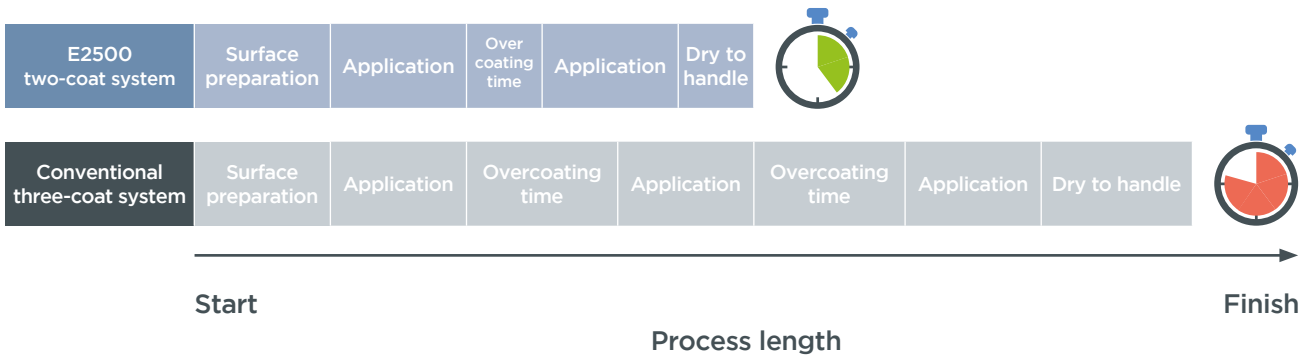 E2500
two-coat system
Surface
preparation
Application
Over
coating
time
Application
Dry to
handle
Conventional
three-coat system
Surface
preparation
Application
Overcoating
time
Application
Overcoating
time
Application
Dry to handle
Start
Finish
Process length